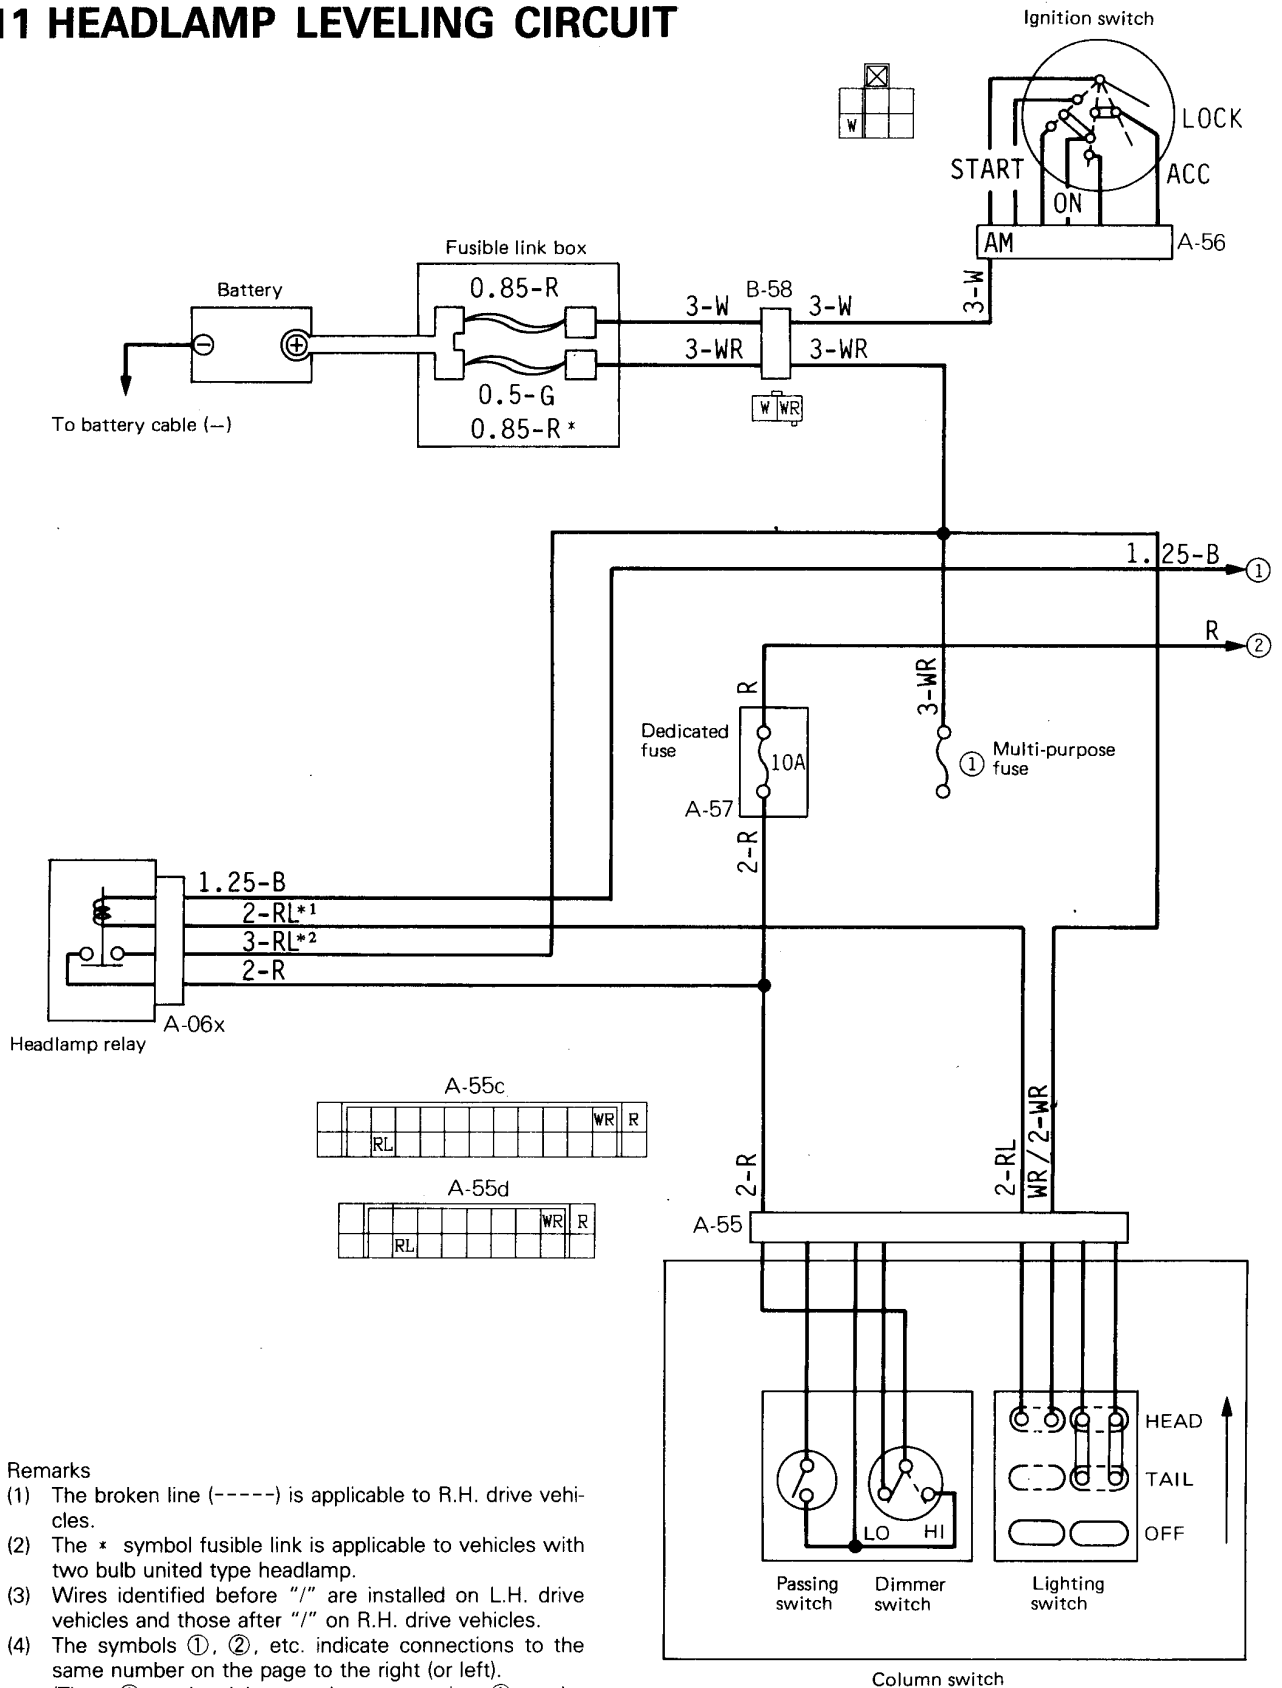 11 HEADLAMP LEVELING CIRCUIT
Ignition switch
W
LOCK
START
ACC
ON
AM
A-56
3-W
Fusible link box
Battery
0.85-R
B-58
3-W
3-W
3-WR
3-WR
0.5-G
0.85-R*
W WR
To battery cable (—)
1.25-B
①
R
②
R
3-WR
Dedicated
fuse
10A
①
Multi-purpose
fuse
A-57
2-R
1.25-B
2-RL*1
3-RL*2
2-R
A-06x
Headlamp relay
A-55c
WR R
RL
A-55d
WR R
RL
2-R
2-RL
WR/2-WR
A-55
HEAD
TAIL
OFF
LO
HI
Passing
switch
Dimmer
switch
Lighting
switch
Column switch
Remarks
(1) The broken line (-----) is applicable to R.H. drive vehi-
cles.
(2) The * symbol fusible link is applicable to vehicles with
two bulb united type headlamp.
(3) Wires identified before "/" are installed on L.H. drive
vehicles and those after "/" on R.H. drive vehicles.
(4) The symbols ①, ②, etc. indicate connections to the
same number on the page to the right (or left).